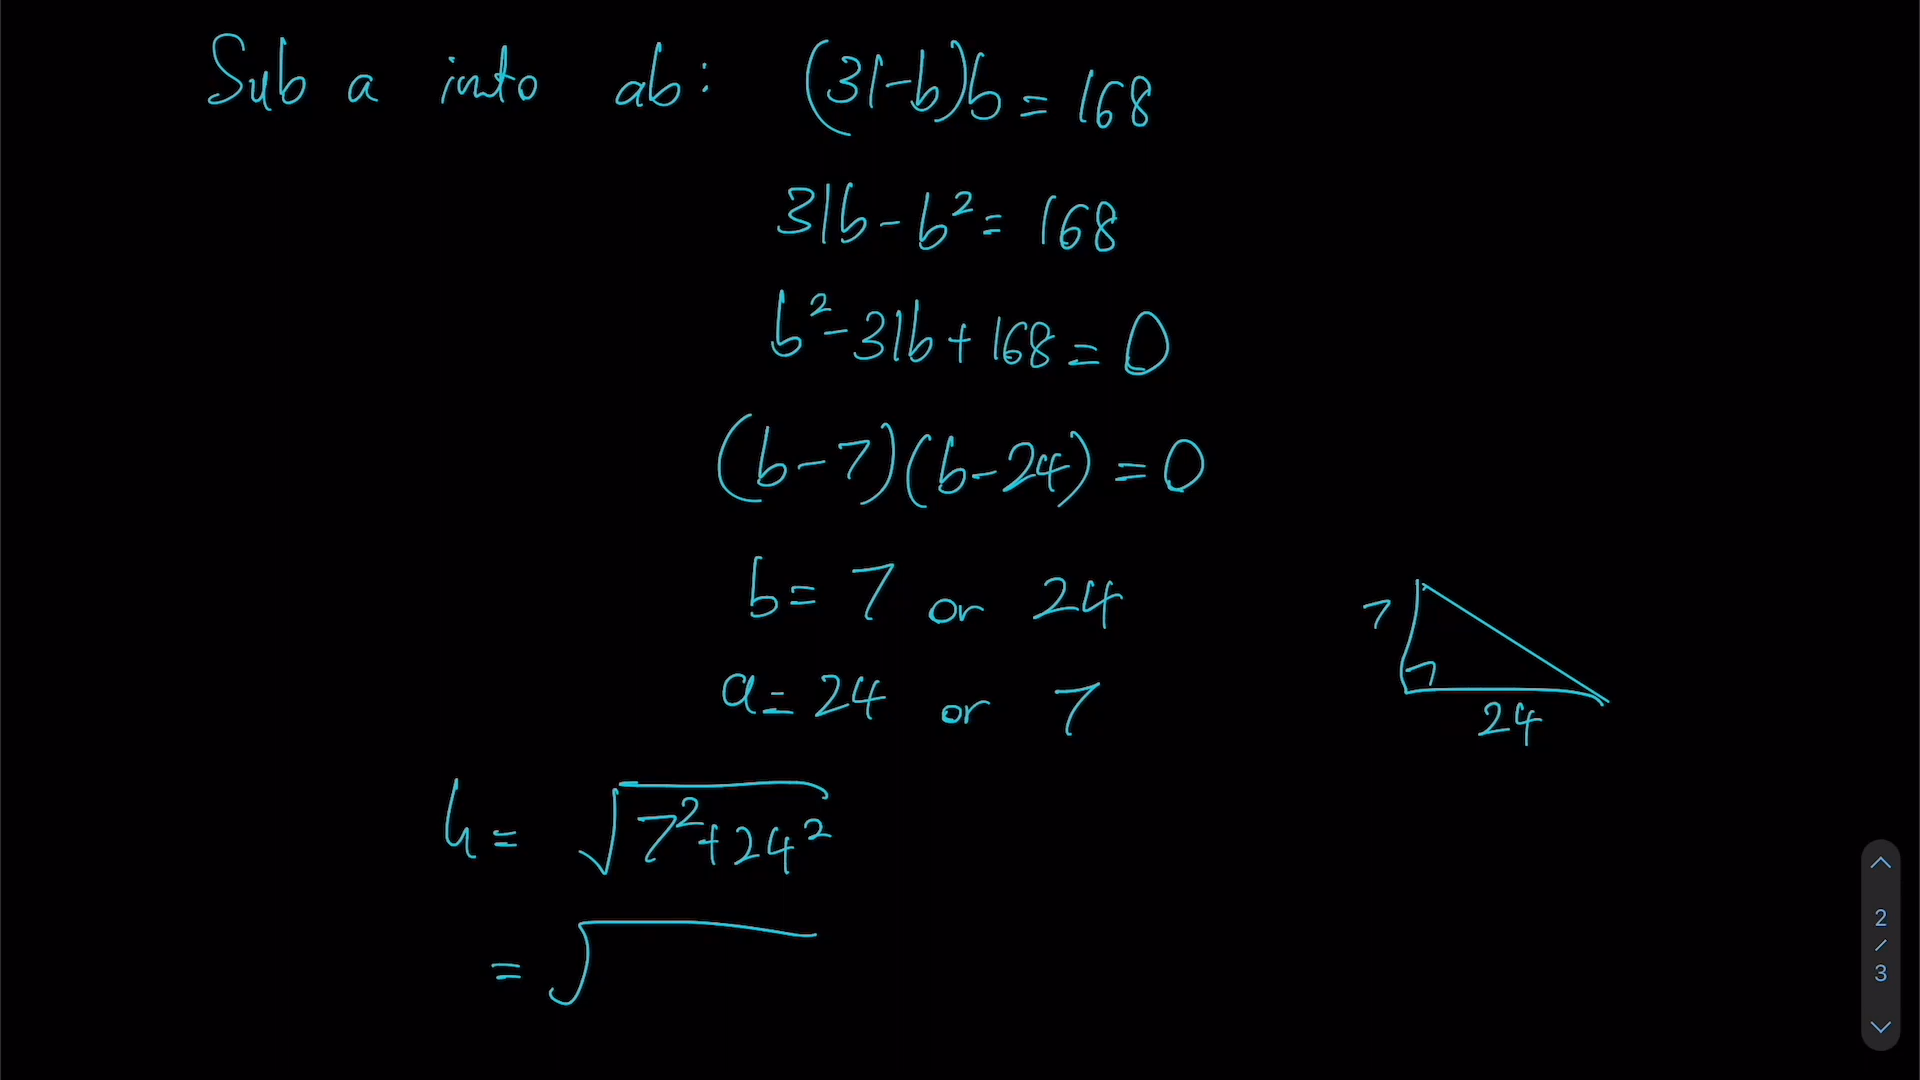 Sub a into ab: (31-b)b = 168
31b - b² = 168
b² - 31b + 168 = 0
(b-7)(b-24) = 0
b = 7 or 24
a = 24 or 7
7
24
h = √7²+24²
= √
2
/
3